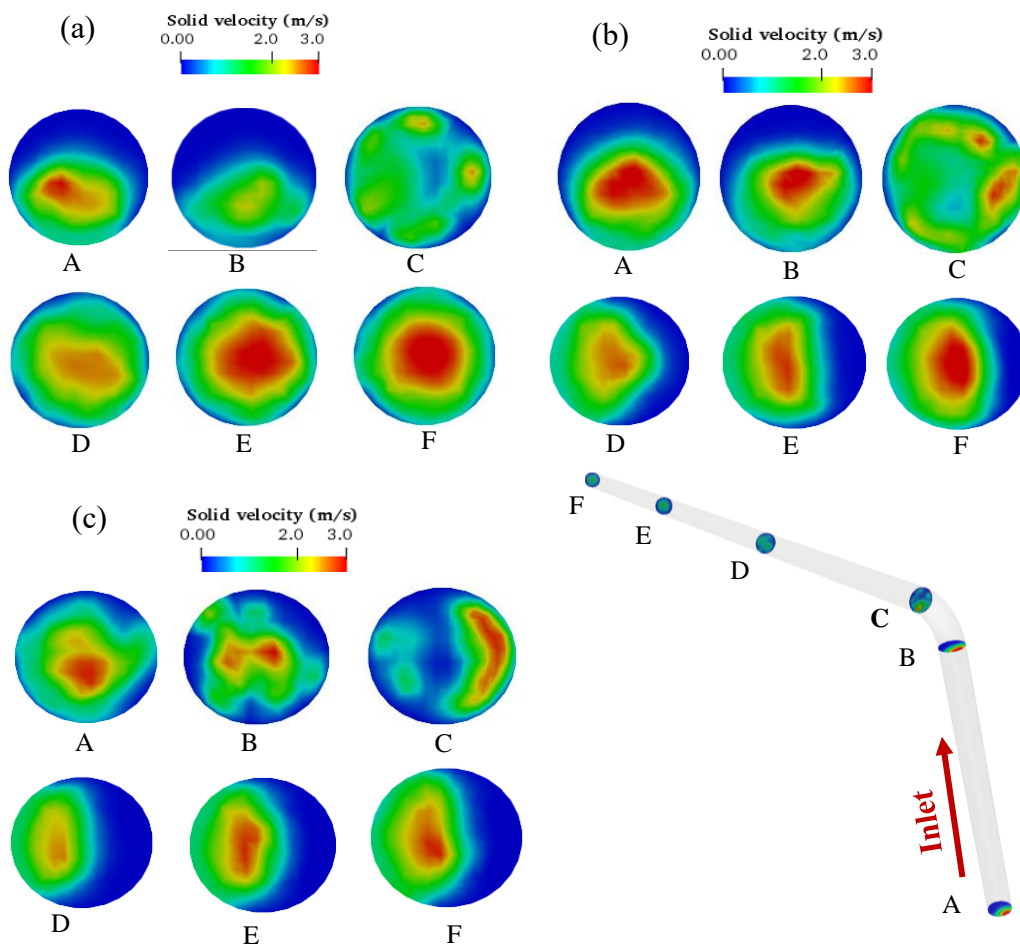 (a)
Solid velocity (m/s)
0.00 2.0 3.0
A B C
D E F
(b)
Solid velocity (m/s)
0.00 2.0 3.0
A B C
D E F
(c)
Solid velocity (m/s)
0.00 2.0 3.0
A B C
D E F
F
E
D
C
B
Inlet
A